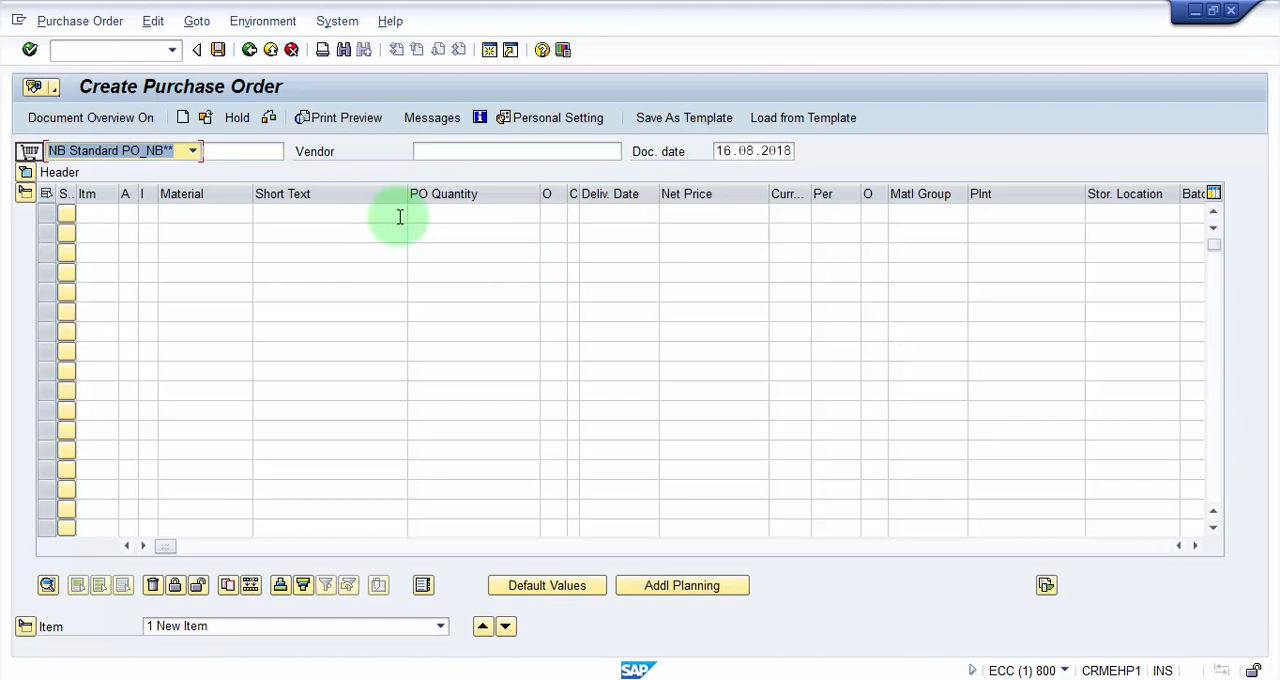 Purchase Order Edit Goto Environment System Help
Create Purchase Order
Document Overview On Hold Print Preview Messages Personal Setting Save As Template Load from Template
NB Standard PO_NB** Vendor Doc. date 16.08.2018
Header
S.. Itm A I Material Short Text PO Quantity O C Deliv. Date Net Price Curr... Per O Matl Group Plnt Stor. Location Batc
Default Values Addl Planning
Item 1 New Item
SAP ECC (1) 800 CRMEHP1 INS